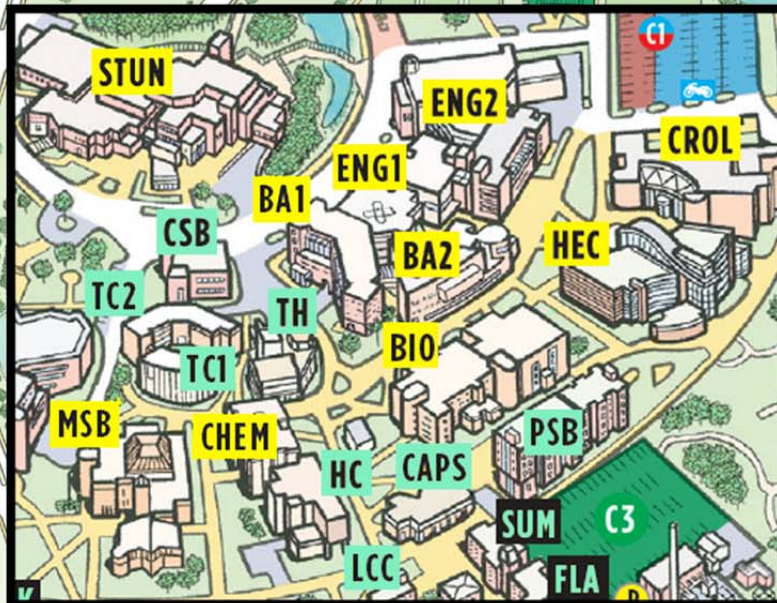 C1
STUN
ENG2
CROL
ENG1
BA1
CSB
BA2
HEC
TC2
TH
BIO
TC1
MSB
CHEM
PSB
HC
CAPS
SUM
C3
LCC
FLA